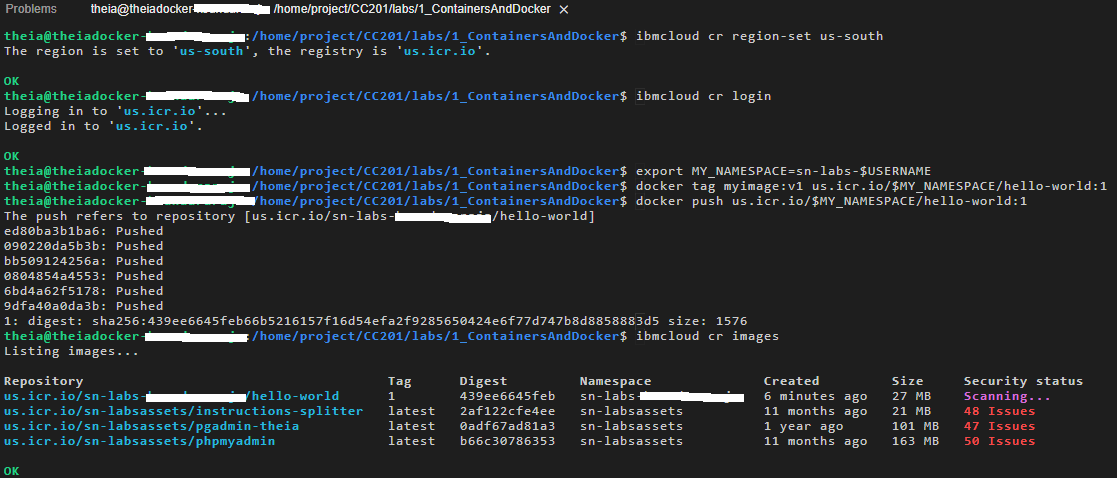 Problems theia@theiadocker- /home/project/CC201/labs/1_ContainersAndDocker ×
theia@theiadocker- :/home/project/CC201/labs/1_ContainersAndDocker$ ibmcloud cr region-set us-south
The region is set to 'us-south', the registry is 'us.icr.io'.
OK
theia@theiadocker- /home/project/CC201/labs/1_ContainersAndDocker$ ibmcloud cr login
Logging in to 'us.icr.io'...
Logged in to 'us.icr.io'.
OK
theia@theiadocker- :/home/project/CC201/labs/1_ContainersAndDocker$ export MY_NAMESPACE=sn-labs-$USERNAME
theia@theiadocker- /home/project/CC201/labs/1_ContainersAndDocker$ docker tag myimage:v1 us.icr.io/$MY_NAMESPACE/hello-world:1
theia@theiadocker- /home/project/CC201/labs/1_ContainersAndDocker$ docker push us.icr.io/$MY_NAMESPACE/hello-world:1
The push refers to repository [us.icr.io/sn-labs- /hello-world]
ed80ba3b1ba6: Pushed
090220da5b3b: Pushed
bb509124256a: Pushed
0804854a4553: Pushed
6bd4a62f5178: Pushed
9dfa40a0da3b: Pushed
1: digest: sha256:439ee6645feb66b5216157f16d54efa2f9285650424e6f77d747b8d8858883d5 size: 1576
theia@theiadocker- :/home/project/CC201/labs/1_ContainersAndDocker$ ibmcloud cr images
Listing images...
Repository Tag Digest Namespace Created Size Security status
us.icr.io/sn-labs- /hello-world 1 439ee6645feb sn-labs- 6 minutes ago 27 MB Scanning...
us.icr.io/sn-labsassets/instructions-splitter latest 2af122cfe4ee sn-labsassets 11 months ago 21 MB 48 Issues
us.icr.io/sn-labsassets/pgadmin-theia latest 0adf67ad81a3 sn-labsassets 1 year ago 101 MB 47 Issues
us.icr.io/sn-labsassets/phpmyadmin latest b66c30786353 sn-labsassets 11 months ago 163 MB 50 Issues
OK